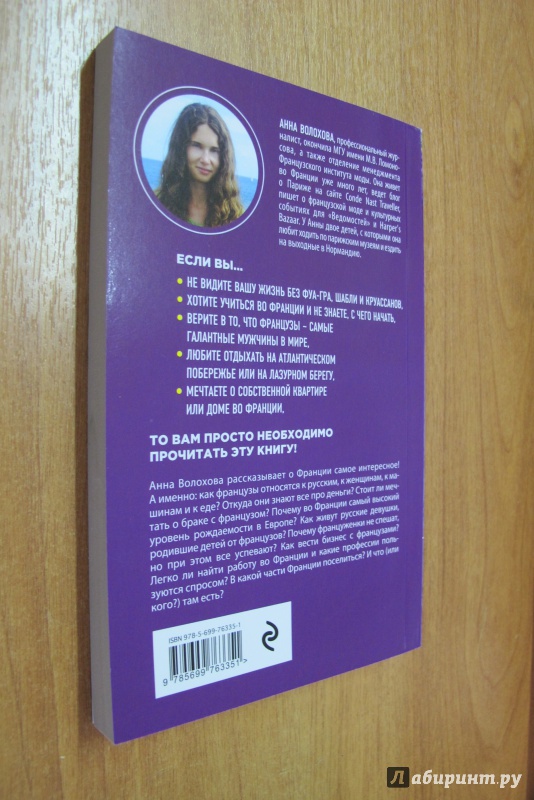 АННА ВОЛОХОВА, профессиональный жур-
налист, окончила МГУ имени М.В. Ломоно-
сова, а также отделение менеджмента
Французского института моды. Она живет
во Франции уже много лет, ведет блог
о Париже на сайте Conde Nast Traveller,
пишет о французской моде и культурных
событиях для «Ведомостей» и Harper's
Bazaar. У Анны двое детей, с которыми она
любит ходить по парижским музеям и ездить
на выходные в Нормандию.
ЕСЛИ ВЫ...
• НЕ ВИДИТЕ ВАШУ ЖИЗНЬ БЕЗ ФУА-ГРА, ШАБЛИ И КРУАССАНОВ,
• ХОТИТЕ УЧИТЬСЯ ВО ФРАНЦИИ И НЕ ЗНАЕТЕ, С ЧЕГО НАЧАТЬ,
• ВЕРИТЕ В ТО, ЧТО ФРАНЦУЗЫ – САМЫЕ
ГАЛАНТНЫЕ МУЖЧИНЫ В МИРЕ,
• ЛЮБИТЕ ОТДЫХАТЬ НА АТЛАНТИЧЕСКОМ
ПОБЕРЕЖЬЕ ИЛИ НА ЛАЗУРНОМ БЕРЕГУ,
• МЕЧТАЕТЕ О СОБСТВЕННОЙ КВАРТИРЕ
ИЛИ ДОМЕ ВО ФРАНЦИИ,
ТО ВАМ ПРОСТО НЕОБХОДИМО
ПРОЧИТАТЬ ЭТУ КНИГУ!
Анна Волохова рассказывает о Франции самое интересное!
А именно: как французы относятся к русским, к женщинам, к ма-
шинам и к еде? Откуда они знают все про деньги? Стоит ли меч-
тать о браке с французом? Почему во Франции самый высокий
уровень рождаемости в Европе? Как живут русские девушки,
родившие детей от французов? Почему француженки не спешат,
но при этом все успевают? Как вести бизнес с французами?
Легко ли найти работу во Франции и какие профессии поль-
зуются спросом? В какой части Франции поселиться? И что (или
кого?) там есть?
ISBN 978-5-699-76335-1
9 785699 763351 >
Лабиринт.ру